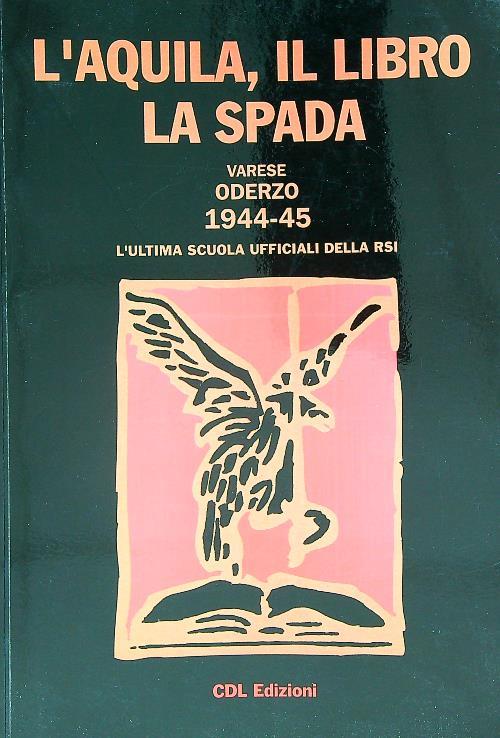 L'AQUILA, IL LIBRO
LA SPADA
VARESE
ODERZO
1944-45
L'ULTIMA SCUOLA UFFICIALI DELLA RSI
CDL Edizioni